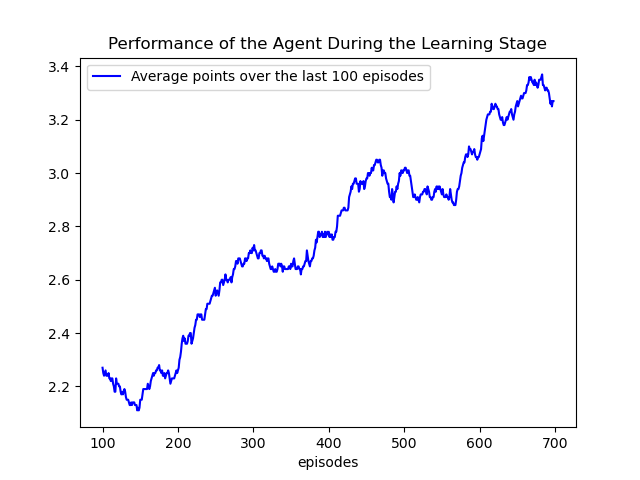 Performance of the Agent During the Learning Stage
Average points over the last 100 episodes
3.4
3.2
3.0
2.8
2.6
2.4
2.2
100 200 300 400 500 600 700
episodes